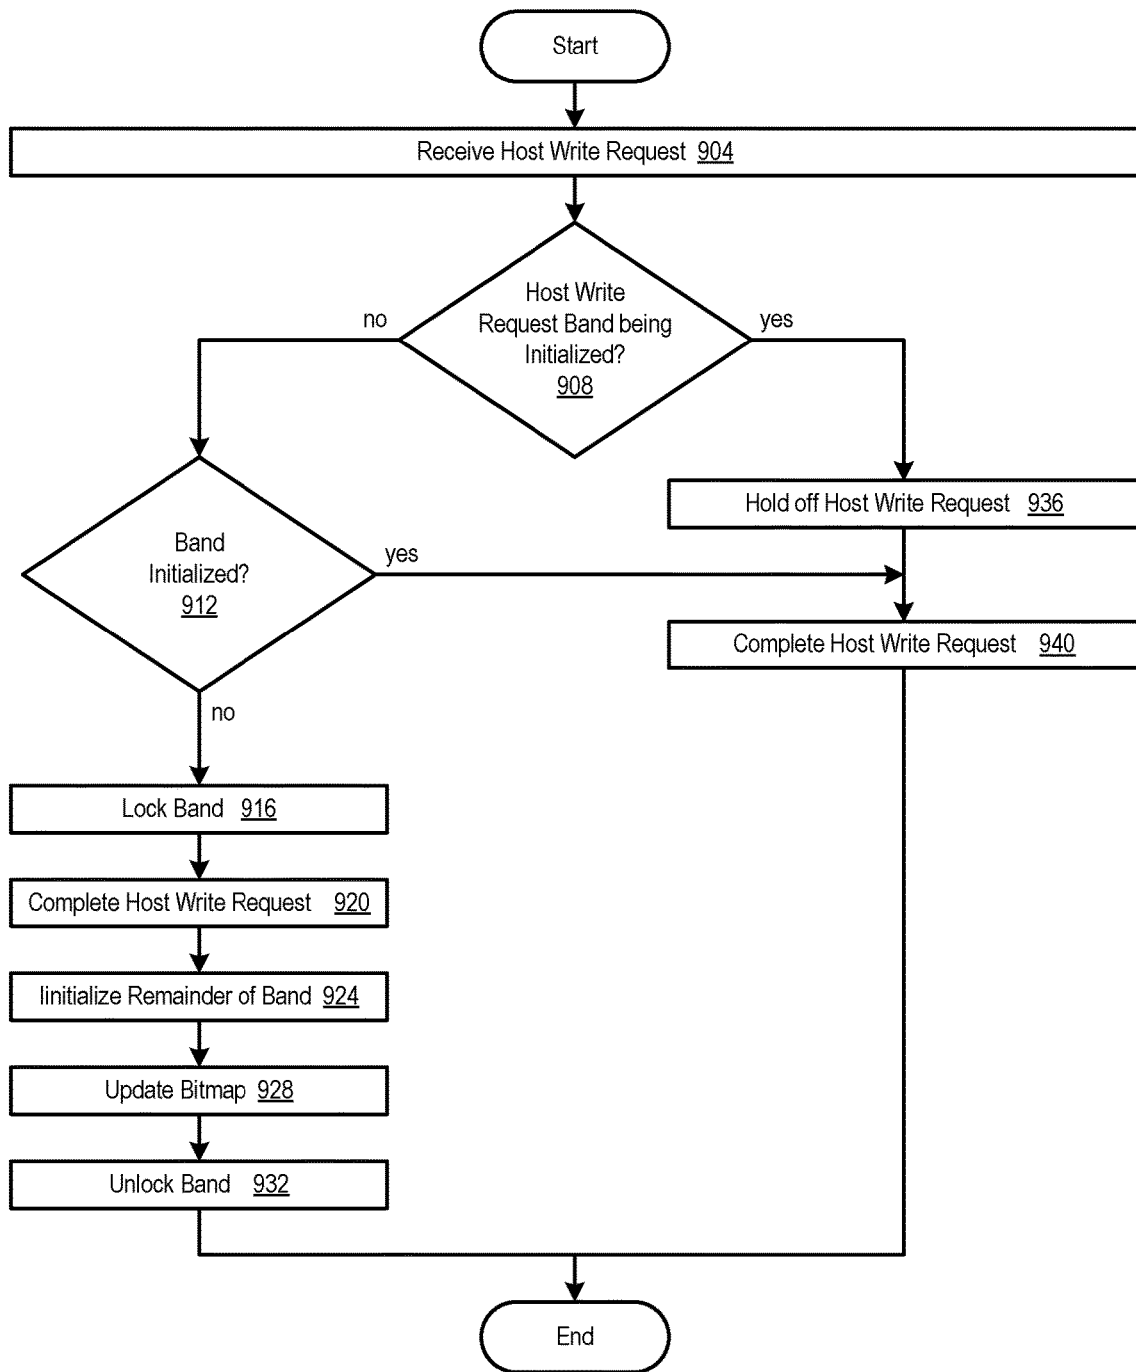 Start
Receive Host Write Request 904
Host Write
Request Band being
Initialized?
908
no
yes
Hold off Host Write Request 936
Band
Initialized?
912
yes
Complete Host Write Request 940
no
Lock Band 916
Complete Host Write Request 920
Iinitialize Remainder of Band 924
Update Bitmap 928
Unlock Band 932
End